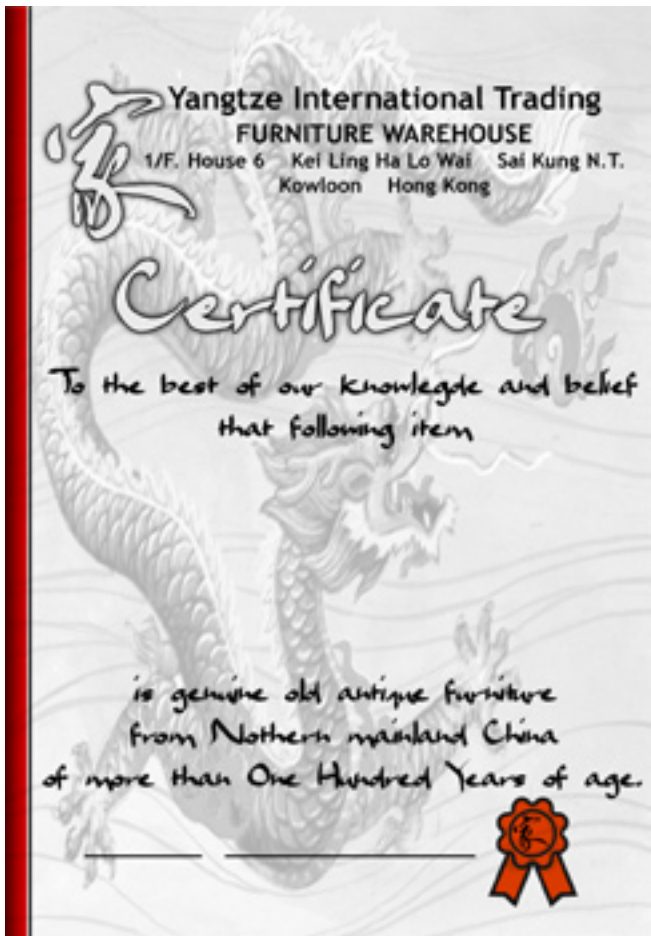 家
Yangtze International Trading
FURNITURE WAREHOUSE
1/F. House 6 Kei Ling Ha Lo Wai Sai Kung N.T.
Kowloon Hong Kong
Certificate
To the best of our knowlegde and belief
that following item
is genuine old antique furniture
from Nothern mainland China
of more than One Hundred Years of age.
家